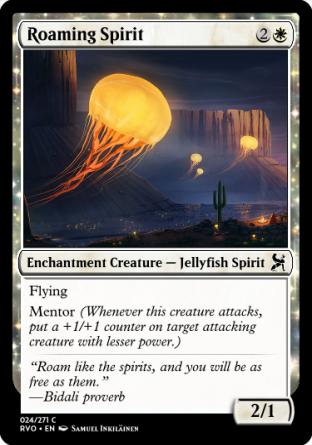 Roaming Spirit 2
Enchantment Creature — Jellyfish Spirit
Flying
Mentor (Whenever this creature attacks,
put a +1/+1 counter on target attacking
creature with lesser power.)
“Roam like the spirits, and you will be as
free as them.”
—Bidali proverb
024/271 C
RVO • EN Samuel Inkiläinen
2/1